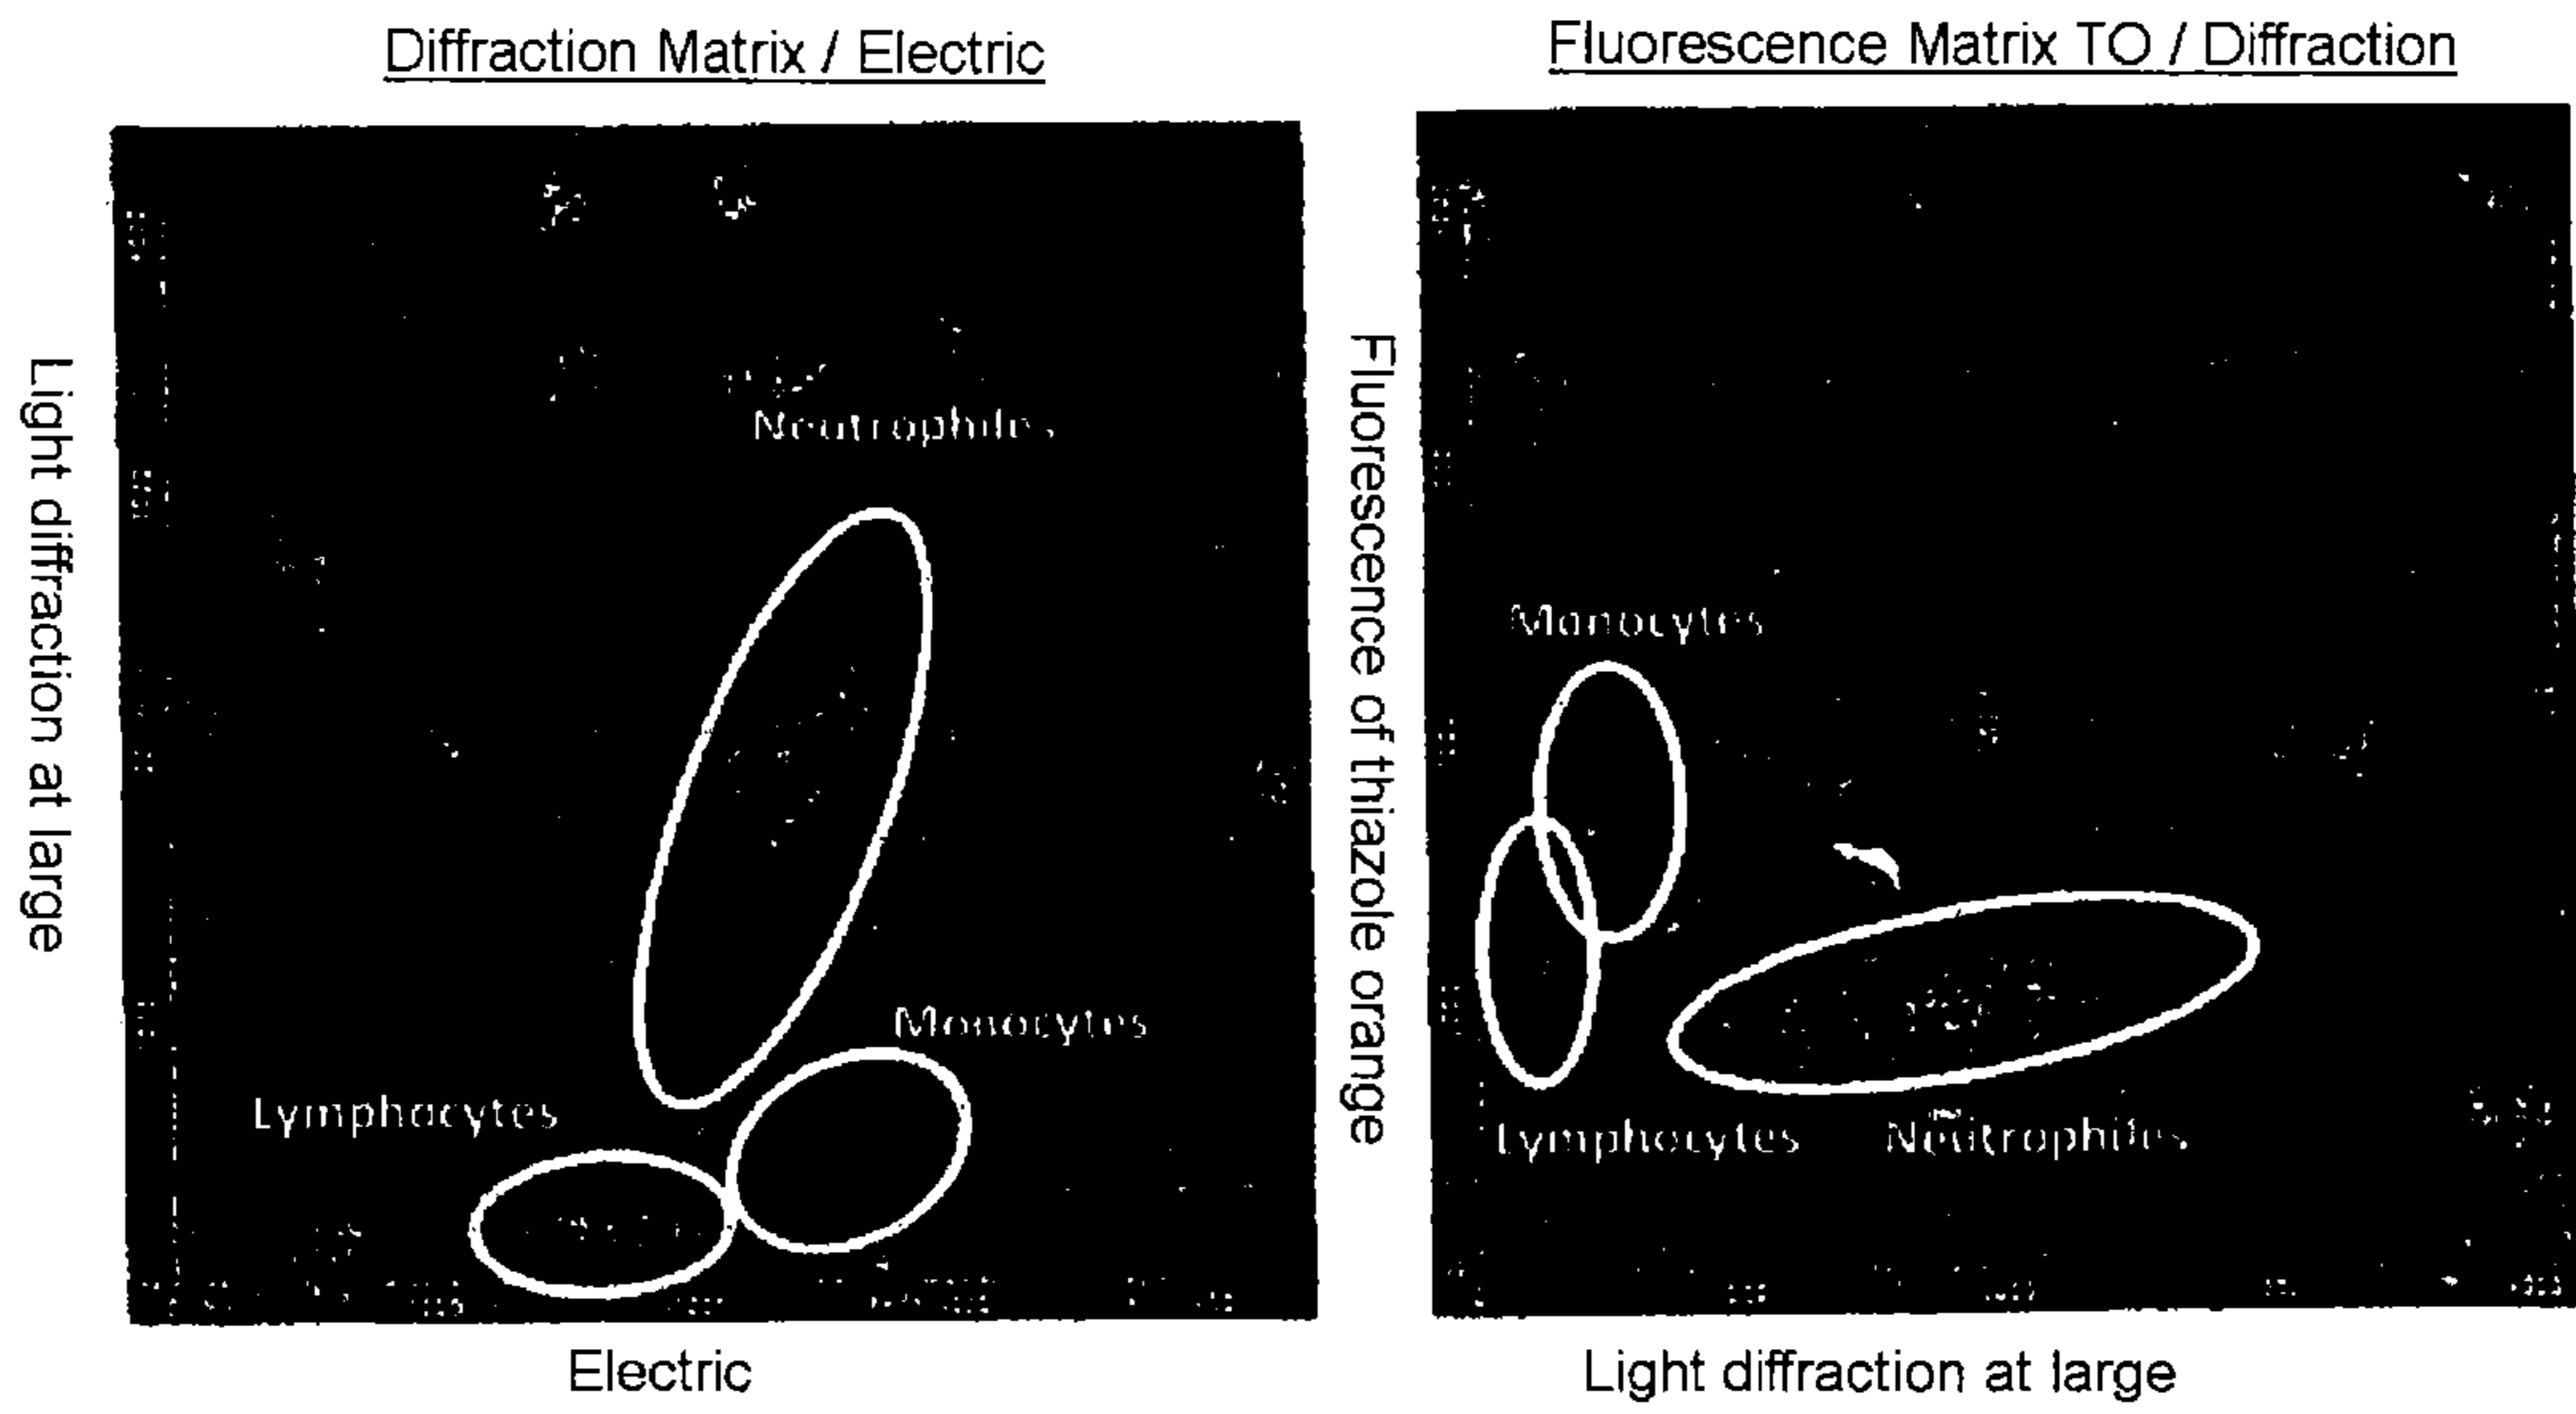 Diffraction Matrix / Electric
Fluorescence Matrix TO / Diffraction
Light diffraction at large
Neutrophiles
Monocytes
Lymphocytes
Electric
Fluorescence of thiazole orange
Monocytes
Lymphocytes
Neutrophiles
Light diffraction at large